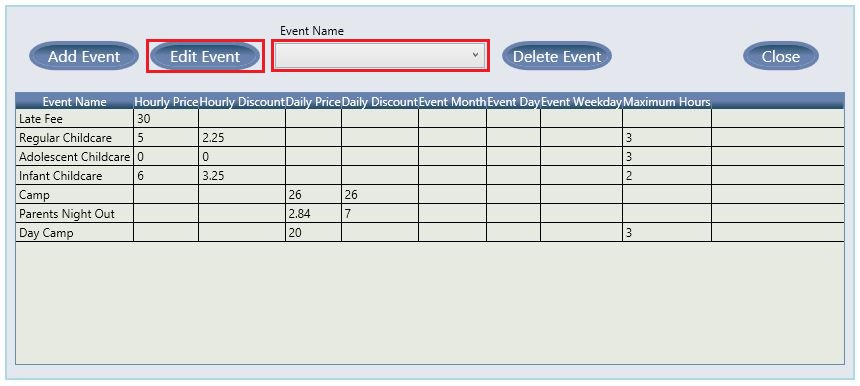 Event Name
Add Event Edit Event Delete Event Close
Event Name Hourly Price Hourly Discount Daily Price Daily Discount Event Month Event Day Event Weekday Maximum Hours
Late Fee 30
Regular Childcare 5 2.25 3
Adolescent Childcare 0 0 3
Infant Childcare 6 3.25 2
Camp 26 26
Parents Night Out 2.84 7
Day Camp 20 3